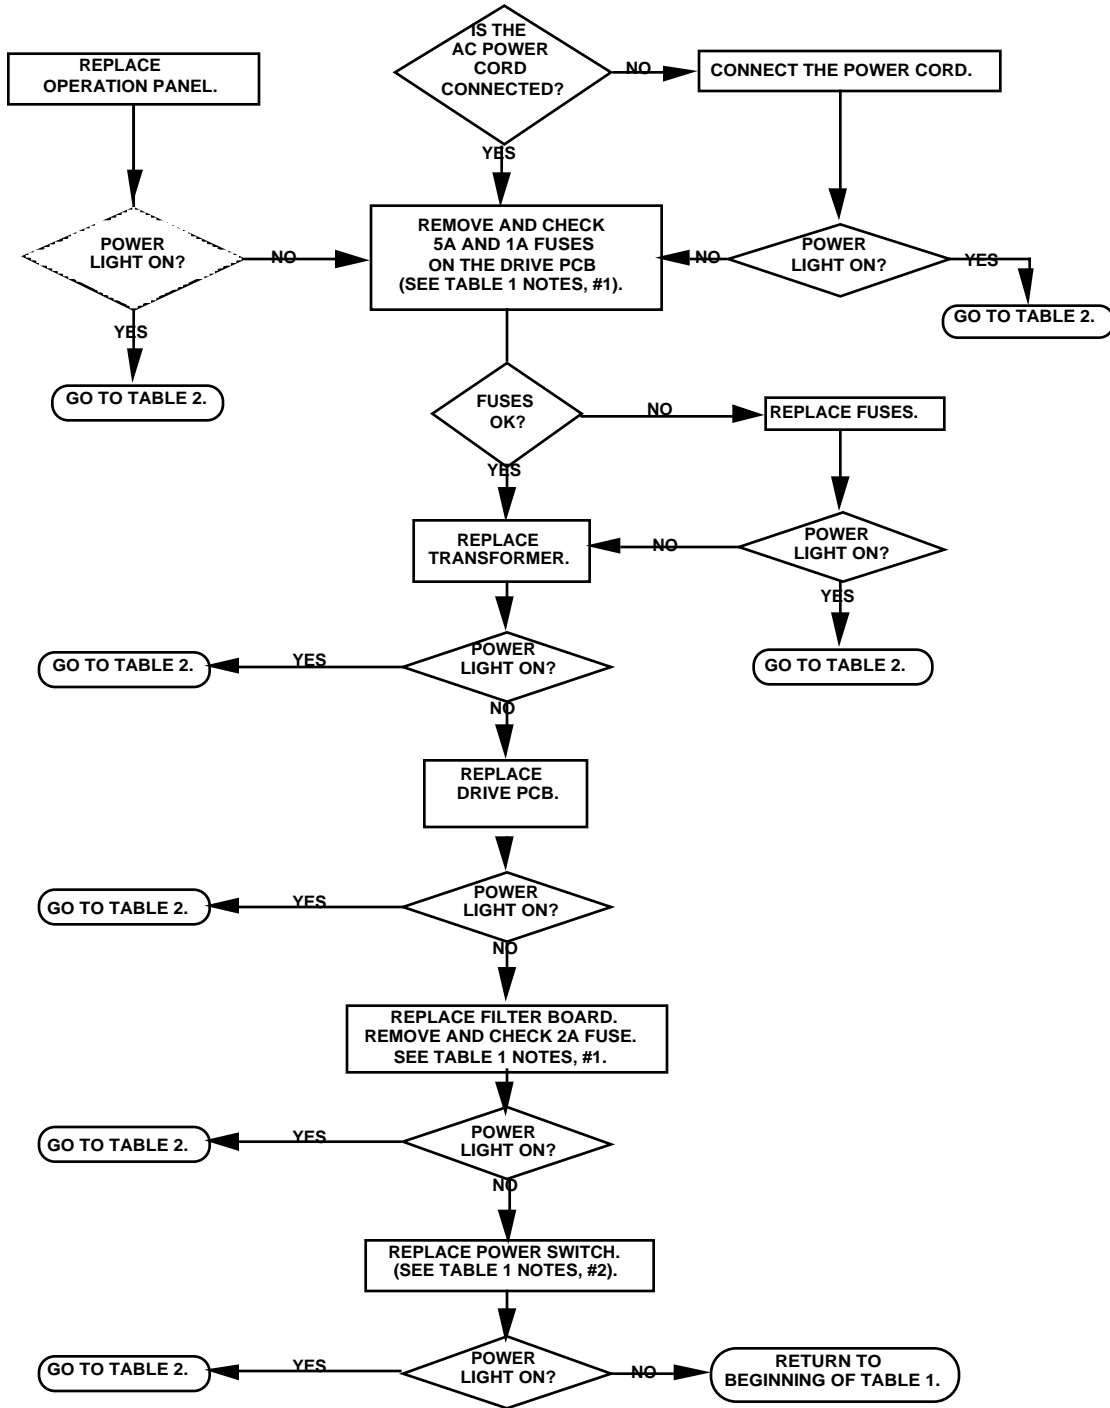 IS THE
AC POWER
CORD
CONNECTED?
NO
CONNECT THE POWER CORD.
REPLACE
OPERATION PANEL.
YES
REMOVE AND CHECK
5A AND 1A FUSES
ON THE DRIVE PCB
(SEE TABLE 1 NOTES, #1).
POWER
LIGHT ON?
NO
POWER
LIGHT ON?
NO
YES
GO TO TABLE 2.
YES
GO TO TABLE 2.
FUSES
OK?
NO
REPLACE FUSES.
YES
REPLACE
TRANSFORMER.
NO
POWER
LIGHT ON?
YES
GO TO TABLE 2.
POWER
LIGHT ON?
YES
GO TO TABLE 2.
NO
REPLACE
DRIVE PCB.
POWER
LIGHT ON?
YES
GO TO TABLE 2.
NO
REPLACE FILTER BOARD.
REMOVE AND CHECK 2A FUSE.
SEE TABLE 1 NOTES, #1.
POWER
LIGHT ON?
YES
GO TO TABLE 2.
NO
REPLACE POWER SWITCH.
(SEE TABLE 1 NOTES, #2).
POWER
LIGHT ON?
YES
GO TO TABLE 2.
NO
RETURN TO
BEGINNING OF TABLE 1.